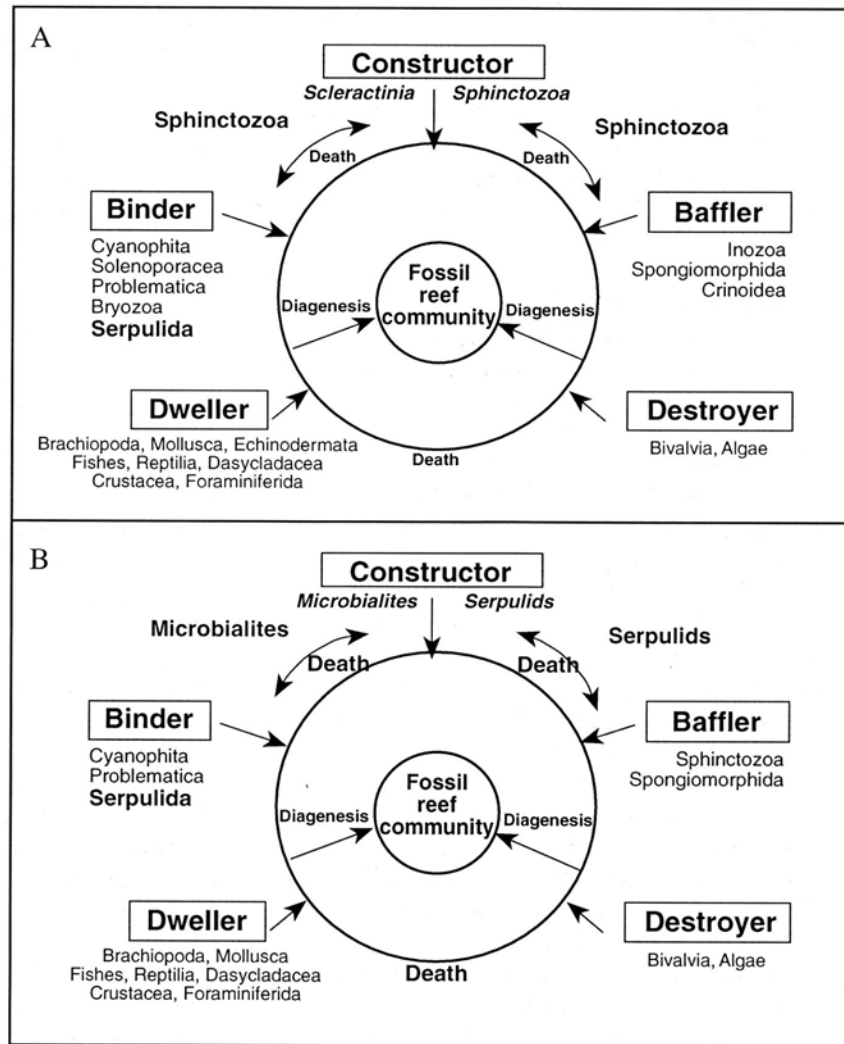 A
Constructor
Scleractinia Sphinctozoa
Sphinctozoa
Sphinctozoa
Death
Death
Binder
Cyanophita
Solenoporacea
Problematica
Bryozoa
Serpulida
Baffler
Inozoa
Spongiomorphida
Crinoidea
Fossil
reef
community
Diagenesis
Diagenesis
Dweller
Brachiopoda, Mollusca, Echinodermata
Fishes, Reptilia, Dasycladacea
Crustacea, Foraminiferida
Destroyer
Bivalvia, Algae
Death
B
Constructor
Microbialites Serpulids
Microbialites
Serpulids
Death
Death
Binder
Cyanophita
Problematica
Serpulida
Baffler
Sphinctozoa
Spongiomorphida
Fossil
reef
community
Diagenesis
Diagenesis
Dweller
Brachiopoda, Mollusca
Fishes, Reptilia, Dasycladacea
Crustacea, Foraminiferida
Destroyer
Bivalvia, Algae
Death